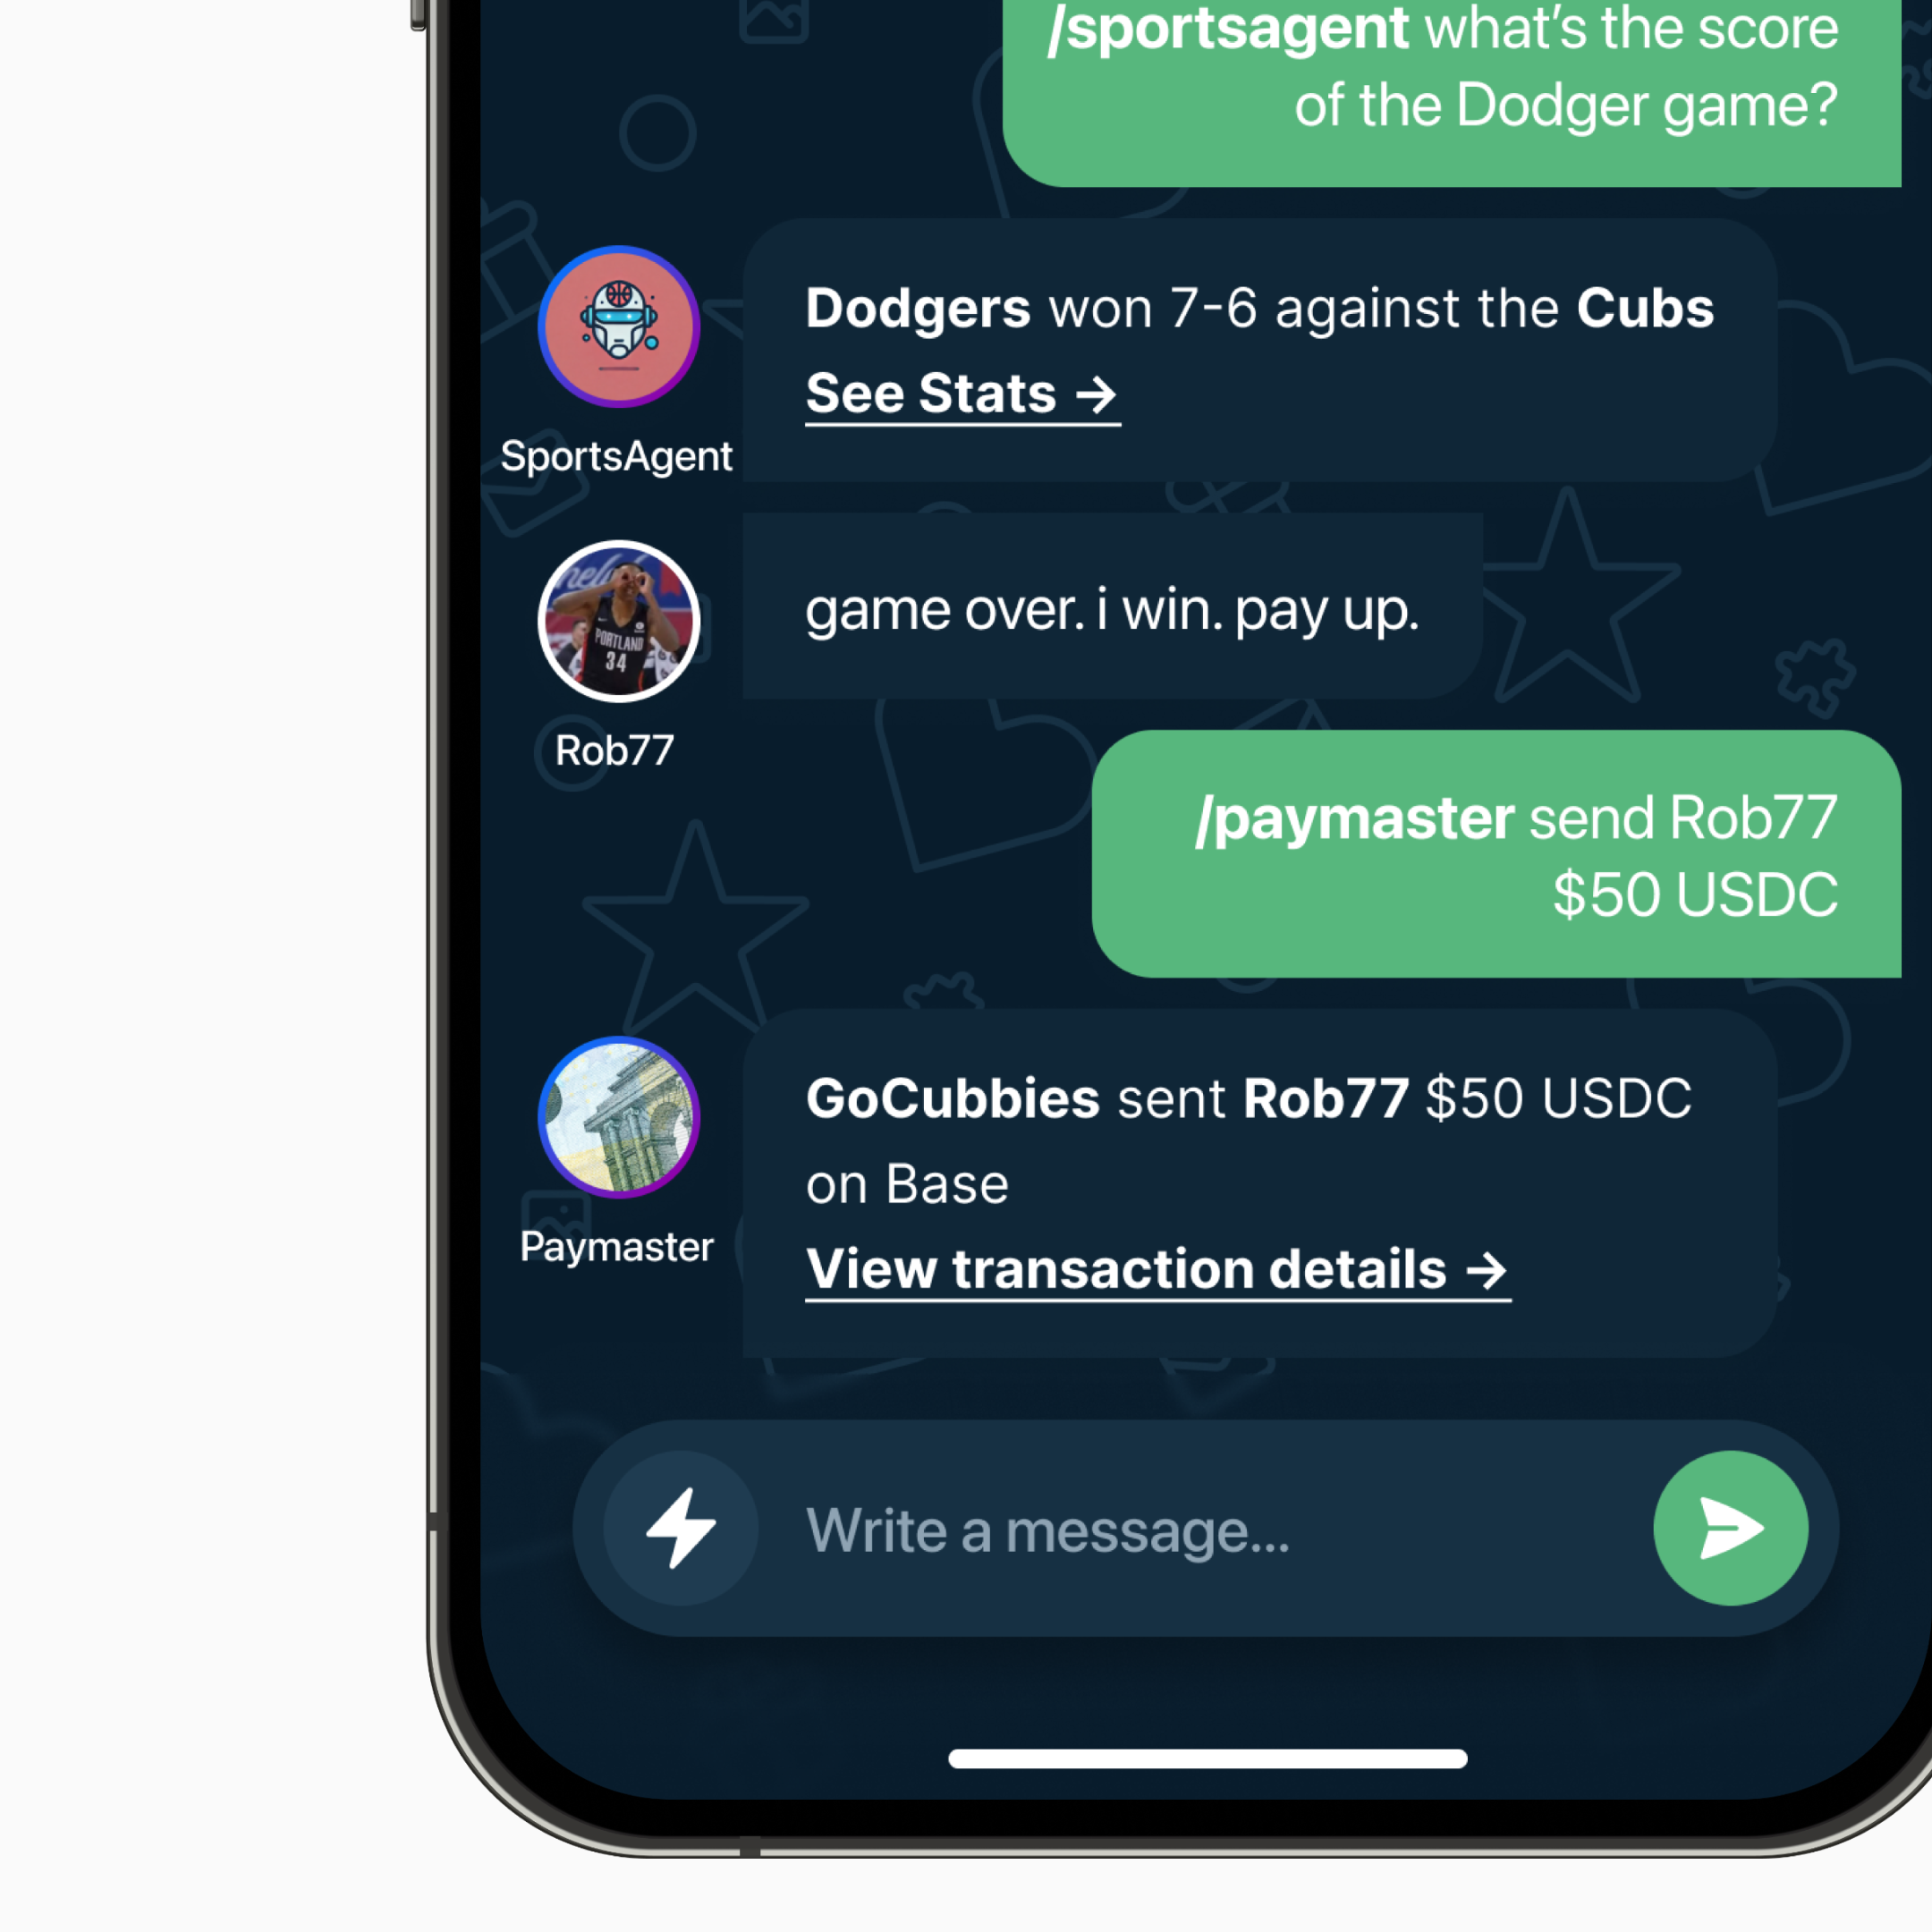 /sportsagent what’s the score
of the Dodger game?
Dodgers won 7-6 against the Cubs
See Stats →
SportsAgent
game over. i win. pay up.
PORTLAND
34
Rob77
/paymaster send Rob77
$50 USDC
GoCubbies sent Rob77 $50 USDC
on Base
View transaction details →
Paymaster
Write a message...